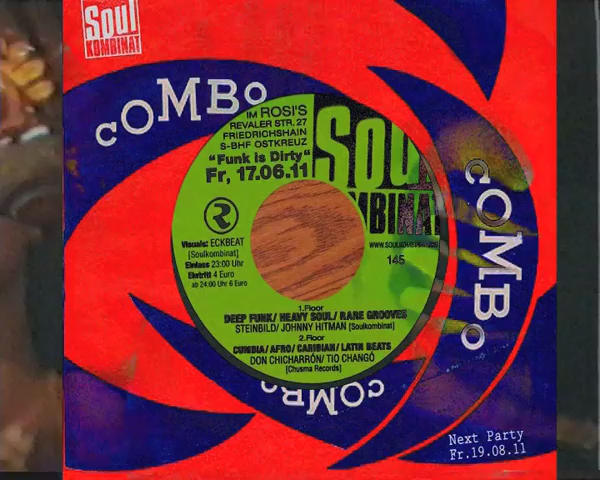 Soul
KOMBINAT
COMBO
IM ROSI'S
REVALER STR. 27
FRIEDRICHSHAIN
S-BHF OSTKREUZ
"Funk is Dirty"
Fr, 17.06.11
Soul
MBINAT
Visuals: ECKBEAT
[Soulkombinat]
Einlass 23:00 Uhr
Eintritt 4 Euro
ab 24:00 Uhr 6 Euro
145
1.Floor
DEEP FUNK/ HEAVY SOUL/ RARE GROOVES
STEINBILD/ JOHNNY HITMAN [Soulkombinat]
2.Floor
CUMBIA/ AFRO/ CARIBIAN/ LATIN BEATS
DON CHICHARRÓN/ TIO CHANGÓ
[Chusma Records]
COMBO
COMBO
Next Party
Fr.19.08.11